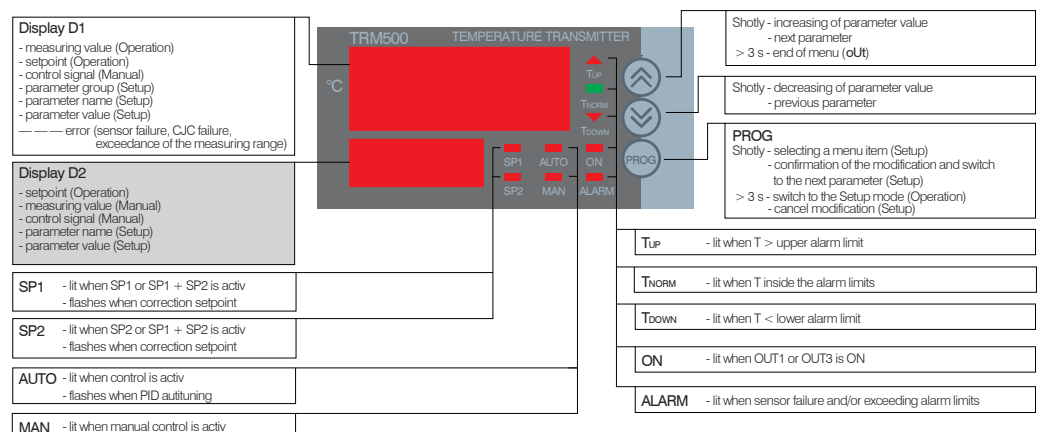 Display D1
- measuring value (Operation)
- setpoint (Operation)
- control signal (Manual)
- parameter group (Setup)
- parameter name (Setup)
- parameter value (Setup)
— — — error (sensor failure, CJC failure,
exceedance of the measuring range)
Display D2
- setpoint (Operation)
- measuring value (Manual)
- control signal (Manual)
- parameter name (Setup)
- parameter value (Setup)
SP1 - lit when SP1 or SP1 + SP2 is activ
- flashes when correction setpoint
SP2 - lit when SP2 or SP1 + SP2 is activ
- flashes when correction setpoint
AUTO - lit when control is activ
- flashes when PID autituning
MAN - lit when manual control is activ
TRM500 TEMPERATURE TRANSMITTER
°C
TUP
TNORM
TDOWN
SP1 AUTO ON PROG
SP2 MAN ALARM
Shotly - increasing of parameter value
- next parameter
> 3 s - end of menu (oUt)
Shotly - decreasing of parameter value
- previous parameter
PROG
Shotly - selecting a menu item (Setup)
- confirmation of the modification and switch
to the next parameter (Setup)
> 3 s - switch to the Setup mode (Operation)
- cancel modification (Setup)
TUP - lit when T > upper alarm limit
TNORM - lit when T inside the alarm limits
TDOWN - lit when T < lower alarm limit
ON - lit when OUT1 or OUT3 is ON
ALARM - lit when sensor failure and/or exceeding alarm limits